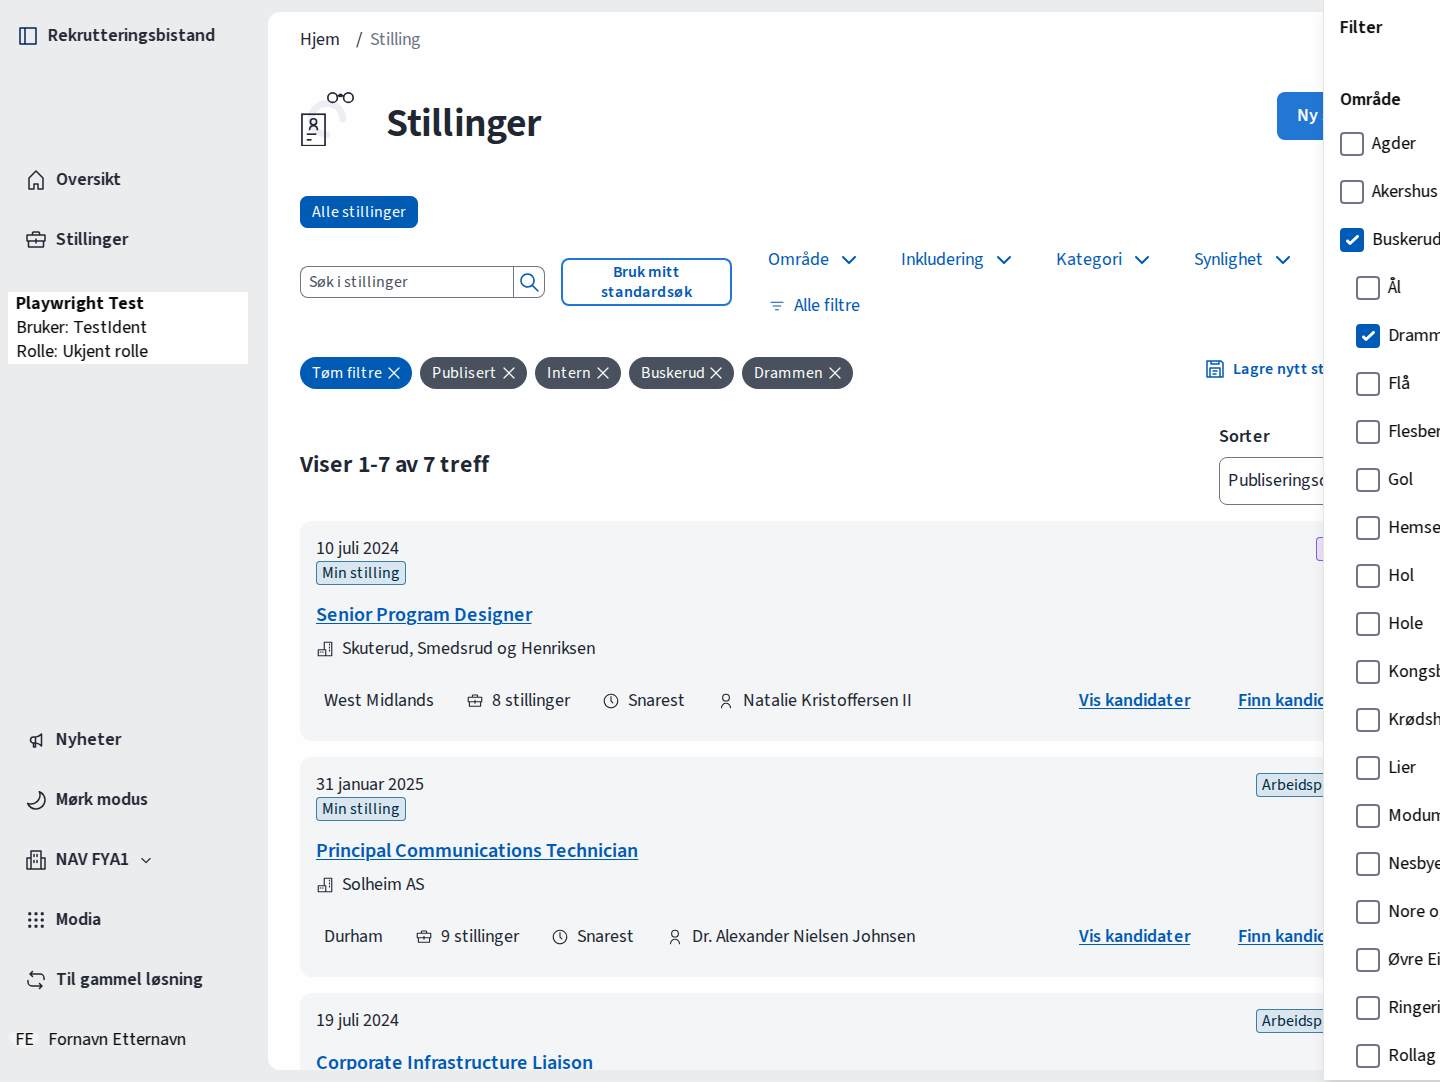 Rekrutteringsbistand
Oversikt
Stillinger
Playwright Test
Bruker: TestIdent
Rolle: Ukjent rolle
Nyheter
Mørk modus
NAV FYA1
Modia
Til gammel løsning
FE Fornavn Etternavn
Hjem / Stilling
Stillinger
Ny
Alle stillinger
Søk i stillinger
Bruk mitt
standardsøk
Område
Inkludering
Kategori
Synlighet
Alle filtre
Tøm filtre
Publisert
Intern
Buskerud
Drammen
Lagre nytt st
Viser 1-7 av 7 treff
Sorter
Publiserings
10 juli 2024
Min stilling
Senior Program Designer
Skuterud, Smedsrud og Henriksen
West Midlands 8 stillinger Snarest Natalie Kristoffersen II Vis kandidater Finn kandid
31 januar 2025
Arbeidsp
Min stilling
Principal Communications Technician
Solheim AS
Durham 9 stillinger Snarest Dr. Alexander Nielsen Johnsen Vis kandidater Finn kandid
19 juli 2024
Arbeidsp
Corporate Infrastructure Liaison
Filter
Område
Agder
Akershus
Buskerud
Ål
Dramm
Flå
Flesber
Gol
Hemse
Hol
Hole
Kongsb
Krødsh
Lier
Modum
Nesbye
Nore o
Øvre Ei
Ringeri
Rollag